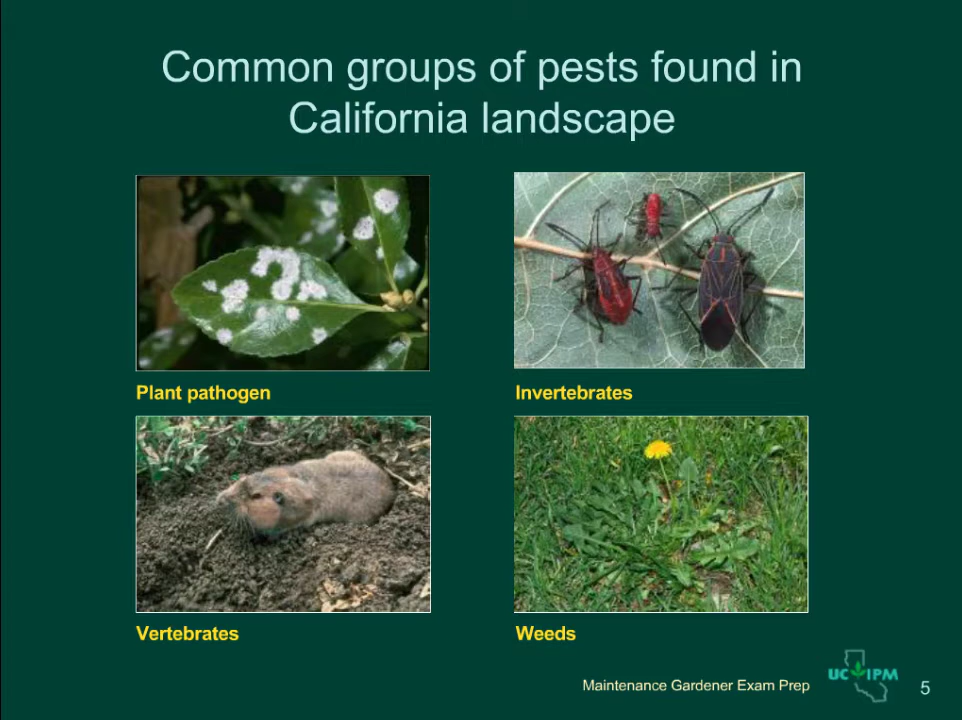 Common groups of pests found in
California landscape
Plant pathogen
Invertebrates
Vertebrates
Weeds
Maintenance Gardener Exam Prep
UC IPM
5